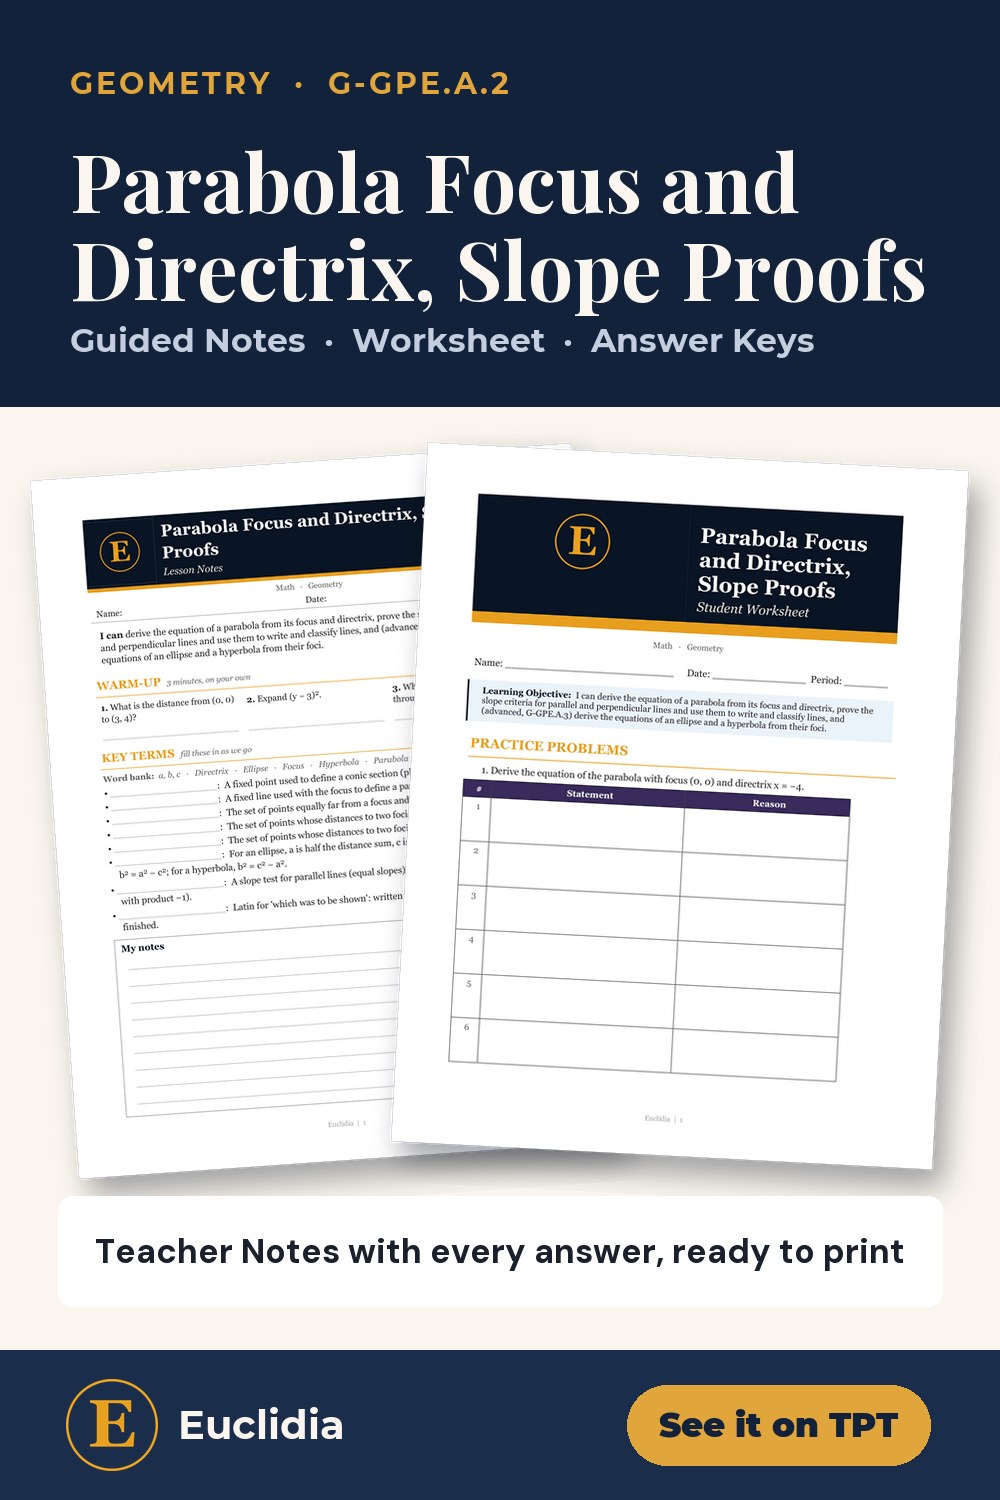 GEOMETRY · G-GPE.A.2
Parabola Focus and
Directrix, Slope Proofs
Guided Notes · Worksheet · Answer Keys
E
Parabola Focus and Directrix,
Proofs
Lesson Notes
Math · Geometry
Name:
Date:
I can derive the equation of a parabola from its focus and directrix, prove the
and perpendicular lines and use them to write and classify lines, and (advance
equations of an ellipse and a hyperbola from their foci.
WARM-UP 3 minutes, on your own
1. What is the distance from (0, 0)
to (3, 4)?
2. Expand (y − 3)².
3.
KEY TERMS fill these in as we go
Word bank: a, b, c · Directrix · Ellipse · Focus · Hyperbola · Parabola
: A fixed point used to define a conic section
: A fixed line used with the focus to define a
: The set of points equally far from a focus and
: The set of points whose distances to two foci
: The set of points whose distances to two foci
: For an ellipse, a is half the distance sum, c
b² = a² − c²; for a hyperbola, b² = c² − a².
: A slope test for parallel lines (equal slopes)
with product −1).
: Latin for 'which was to be shown': written
finished.
My notes
Euclidia | 1
E
Parabola Focus
and Directrix,
Slope Proofs
Student Worksheet
Math · Geometry
Name: Date: Period:
Learning Objective: I can derive the equation of a parabola from its focus and directrix, prove the
slope criteria for parallel and perpendicular lines and use them to write and classify lines, and
(advanced, G-GPE.A.3) derive the equations of an ellipse and a hyperbola from their foci.
PRACTICE PROBLEMS
1. Derive the equation of the parabola with focus (0, 0) and directrix x = −4.
# Statement Reason
1
2
3
4
5
6
Euclidia | 1
Teacher Notes with every answer, ready to print
E
Euclidia
See it on TPT